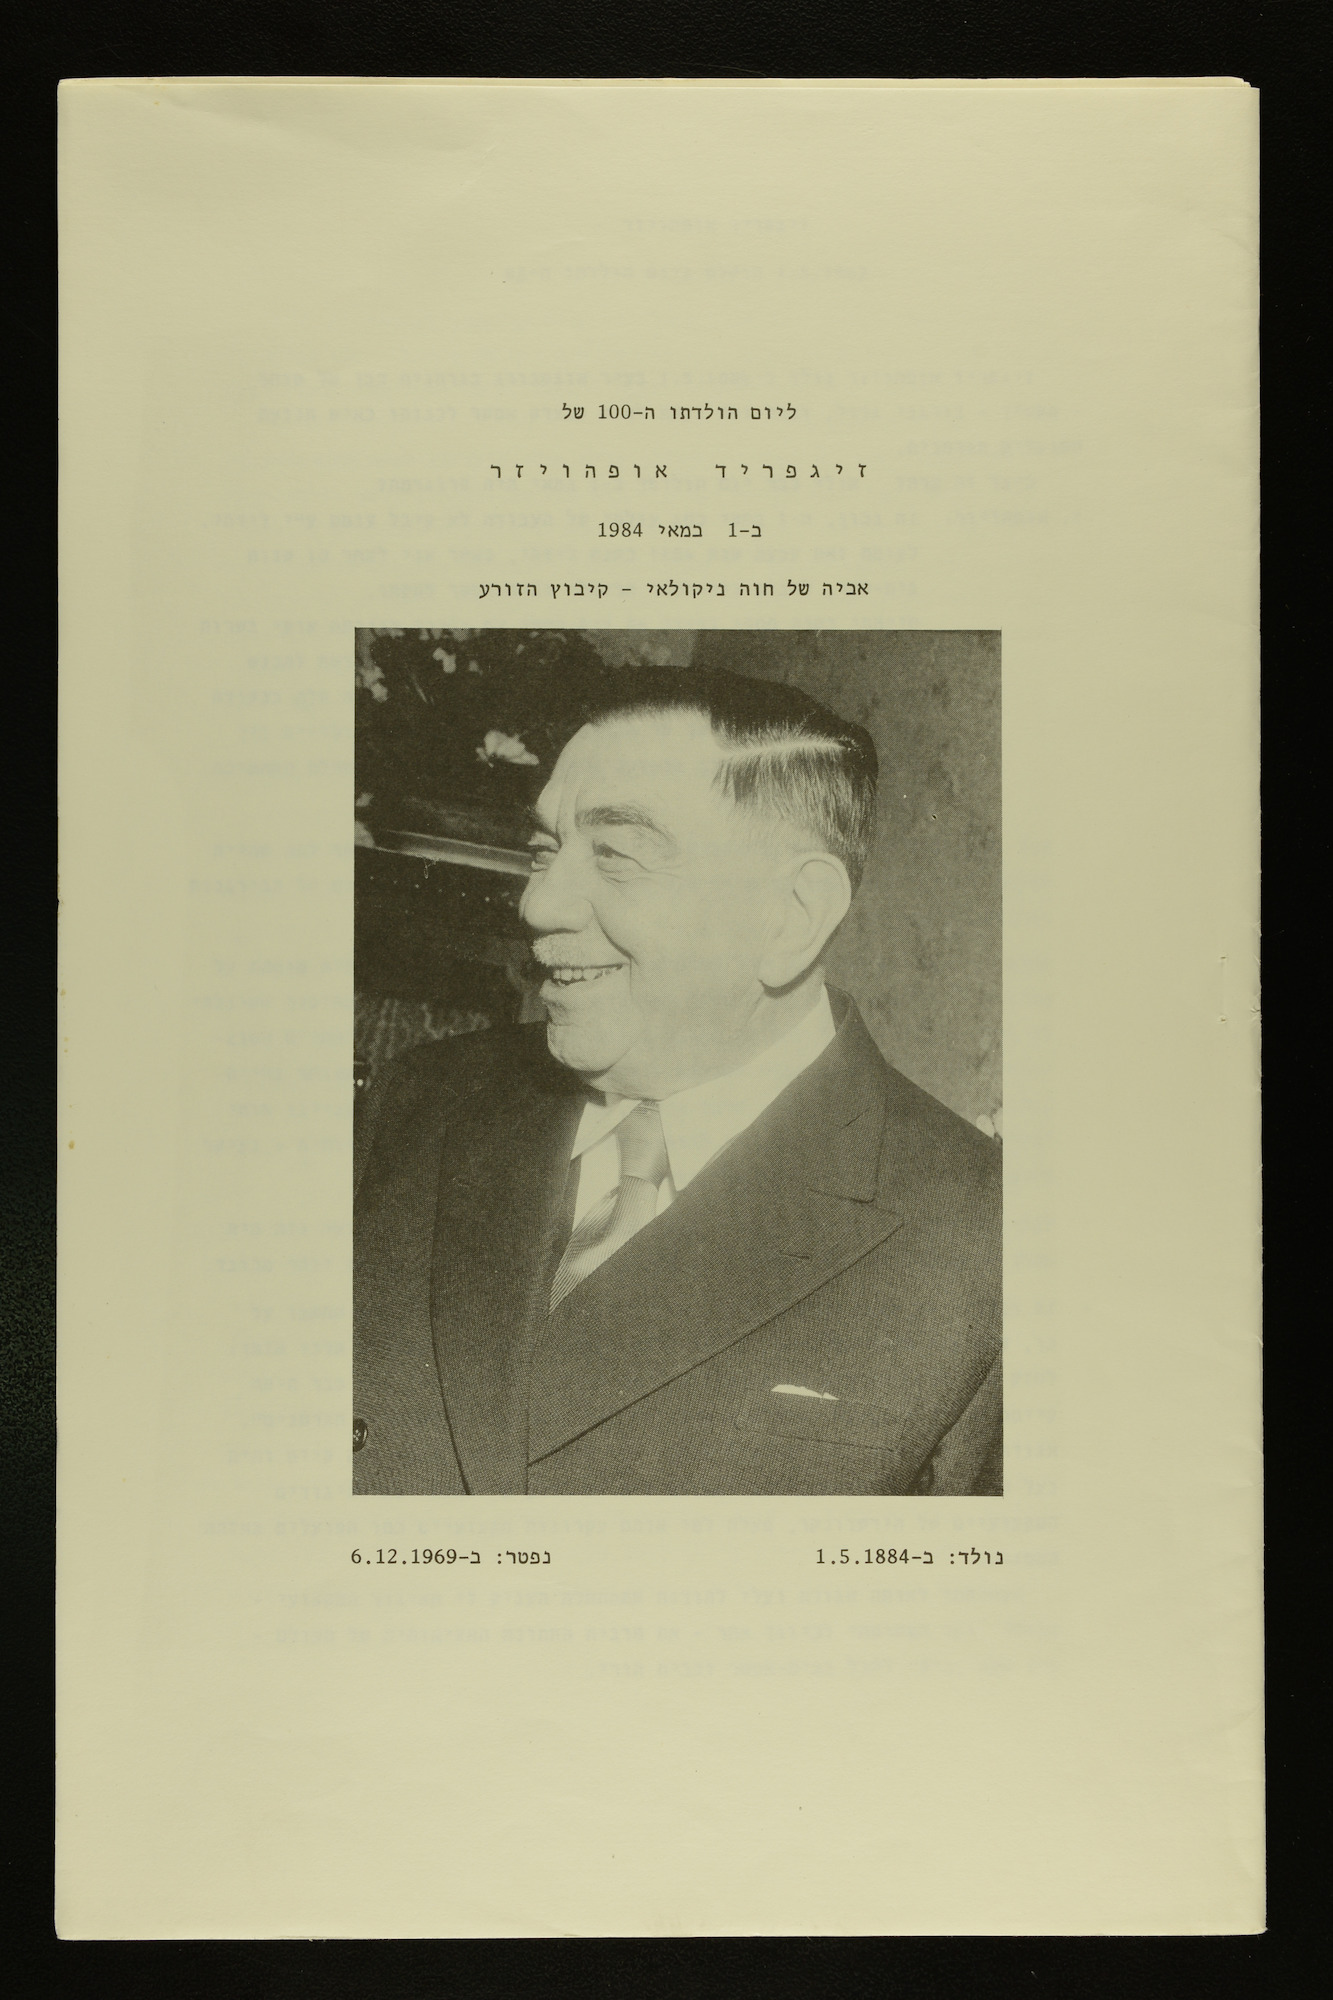 ליום הולדתו ה-100 של
זיגפריד אופהויזר
ב-1 במאי 1984
אביה של חוה ניקולאי - קיבוץ הזורע
נולד: ב-1.5.1884
נפטר: ב-6.12.1969